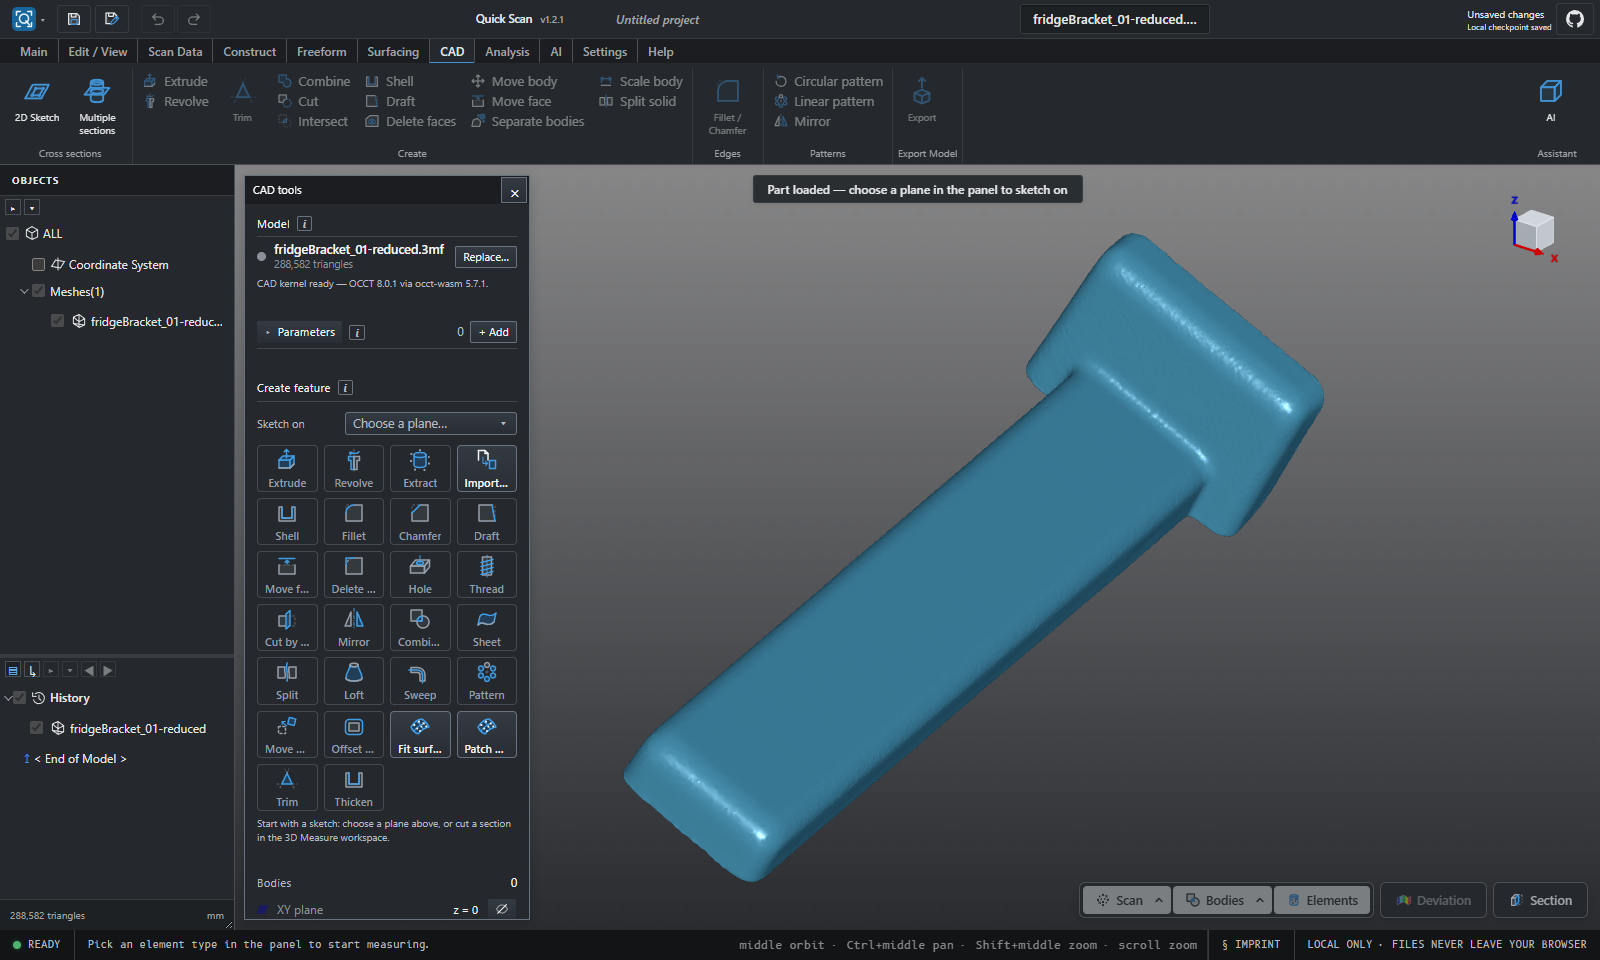 Quick Scan v1.2.1
Untitled project
fridgeBracket_01-reduced....
Unsaved changes
Local checkpoint saved
Main
Edit / View
Scan Data
Construct
Freeform
Surfacing
CAD
Analysis
AI
Settings
Help
2D Sketch
Multiple sections
Cross sections
Extrude
Revolve
Trim
Combine
Cut
Intersect
Shell
Draft
Delete faces
Move body
Move face
Separate bodies
Scale body
Split solid
Create
Fillet / Chamfer
Edges
Circular pattern
Linear pattern
Mirror
Patterns
Export
Export Model
AI
Assistant
OBJECTS
ALL
Coordinate System
Meshes(1)
fridgeBracket_01-reduc...
History
fridgeBracket_01-reduced
< End of Model >
288,582 triangles
mm
CAD tools
Model i
fridgeBracket_01-reduced.3mf
288,582 triangles
Replace...
CAD kernel ready — OCCT 8.0.1 via occt-wasm 5.7.1.
Parameters i 0 + Add
Create feature i
Sketch on Choose a plane...
Extrude
Revolve
Extract
Import...
Shell
Fillet
Chamfer
Draft
Move f...
Delete ...
Hole
Thread
Cut by ...
Mirror
Combi...
Sheet
Split
Loft
Sweep
Pattern
Move ...
Offset ...
Fit surf...
Patch ...
Trim
Thicken
Start with a sketch: choose a plane above, or cut a section
in the 3D Measure workspace.
Bodies 0
XY plane z = 0
Part loaded — choose a plane in the panel to sketch on
Z
X
Scan
Bodies
Elements
Deviation
Section
READY
Pick an element type in the panel to start measuring.
middle orbit · Ctrl+middle pan · Shift+middle zoom · scroll zoom
§ IMPRINT
LOCAL ONLY · FILES NEVER LEAVE YOUR BROWSER